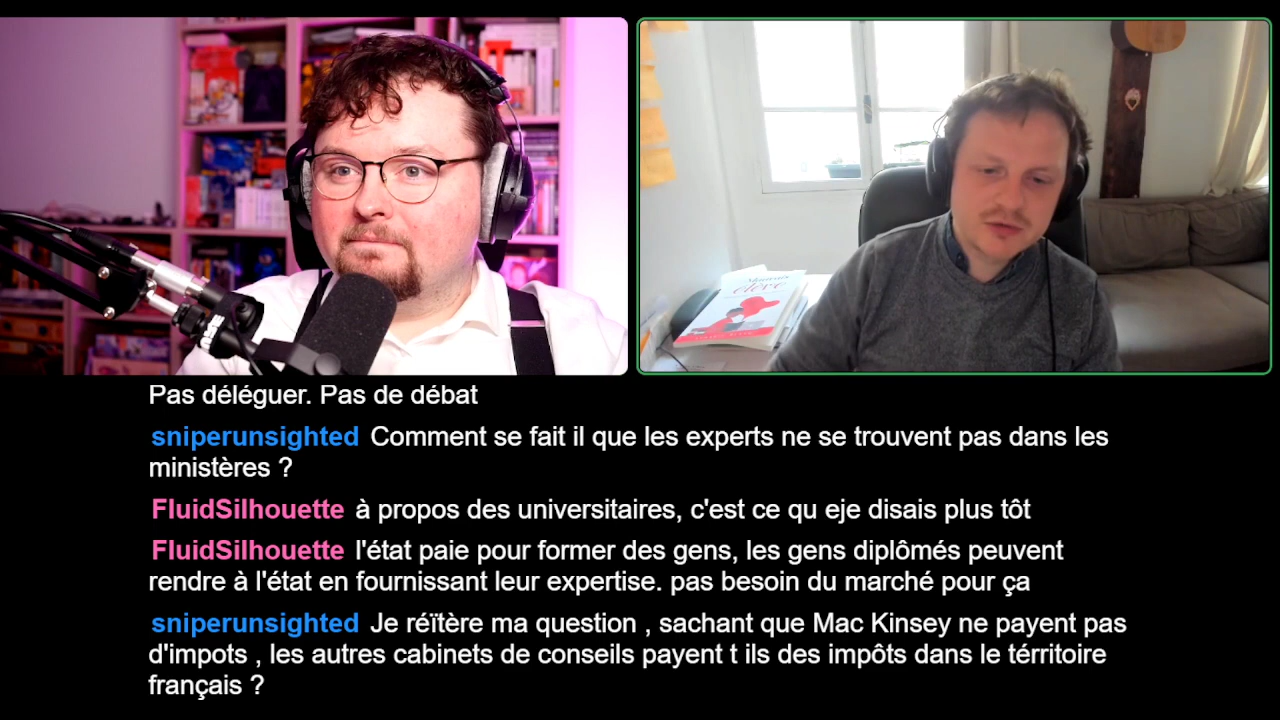 Pas déléguer. Pas de débat
sniperunsighted Comment se fait il que les experts ne se trouvent pas dans les
ministères ?
FluidSilhouette à propos des universitaires, c'est ce qu eje disais plus tôt
FluidSilhouette l'état paie pour former des gens, les gens diplômés peuvent
rendre à l'état en fournissant leur expertise. pas besoin du marché pour ça
sniperunsighted Je réïtère ma question , sachant que Mac Kinsey ne payent pas
d'impots , les autres cabinets de conseils payent t ils des impôts dans le térritoire
français ?
élève